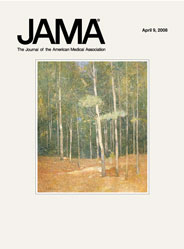 JAMA®
April 9, 2008
The Journal of the American Medical Association